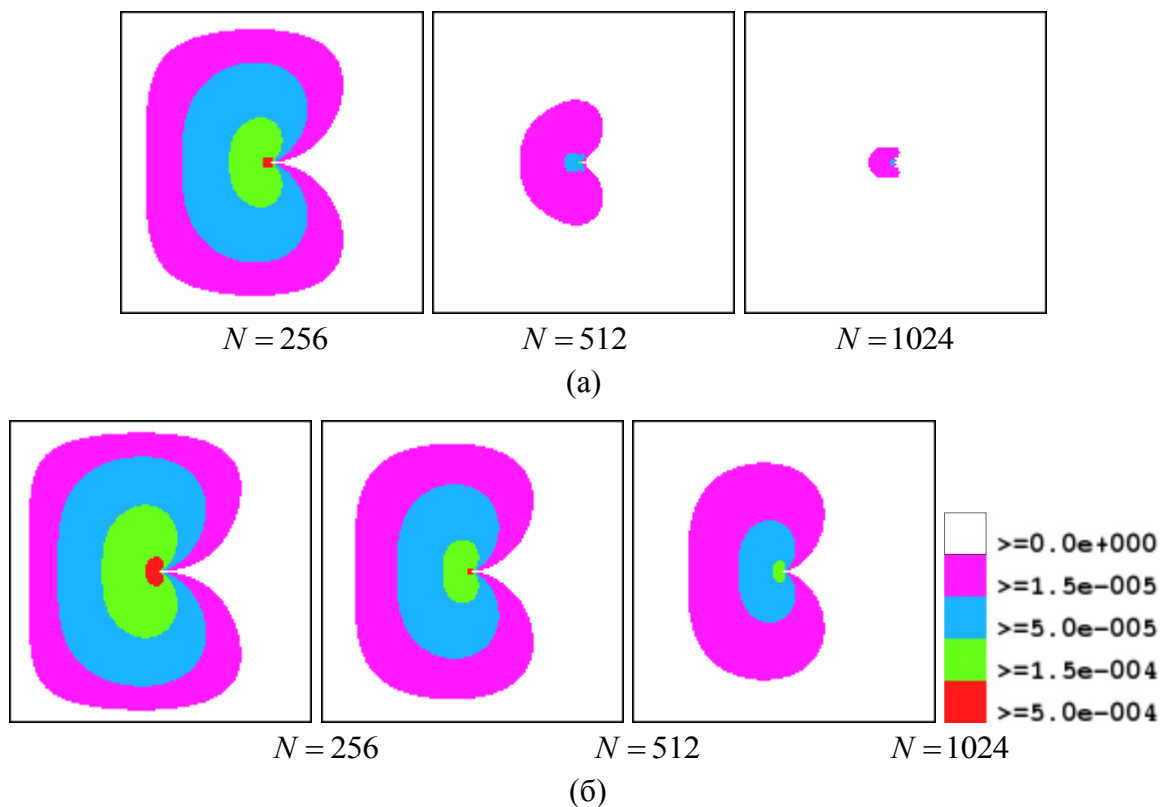 N = 256 N = 512 N = 1024
(а)
>=0.0e+000
>=1.5e-005
>=5.0e-005
>=1.5e-004
>=5.0e-004
N = 256 N = 512 N = 1024
(б)